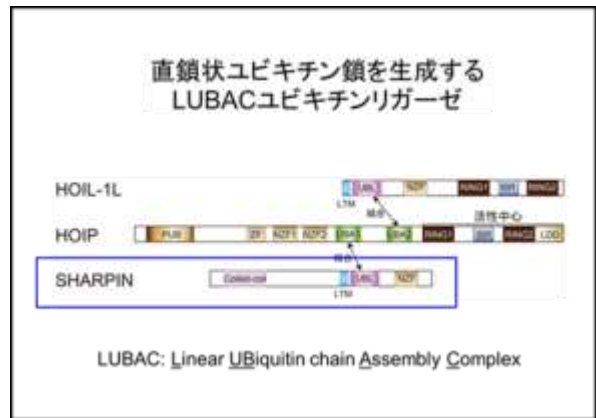 直鎖状ユビキチン鎖を生成する
LUBACユビキチンリガーゼ
HOIL-1L
UBL NZF RING1 IBR RING2
LTM
結合
活性中心
HOIP
PUB ZF NZF1 NZF2 UBA1 UBA2 RING1 IBR RING2 LDD
結合
SHARPIN
Coiled-coil UBL NZF
LTM
LUBAC: Linear UBiquitin chain Assembly Complex